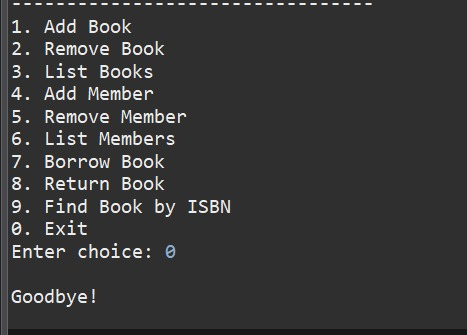 ---------------------------------
1. Add Book
2. Remove Book
3. List Books
4. Add Member
5. Remove Member
6. List Members
7. Borrow Book
8. Return Book
9. Find Book by ISBN
0. Exit
Enter choice: 0
Goodbye!